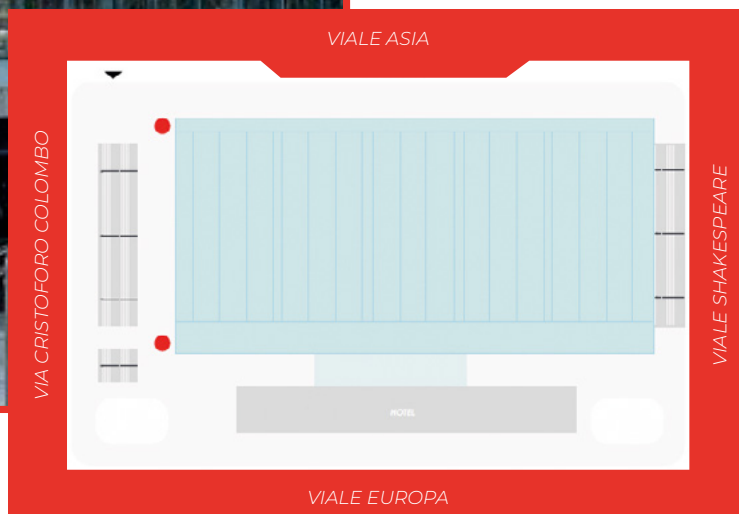 VIALE ASIA
VIA CRISTOFORO COLOMBO
VIALE SHAKESPEARE
HOTEL
VIALE EUROPA